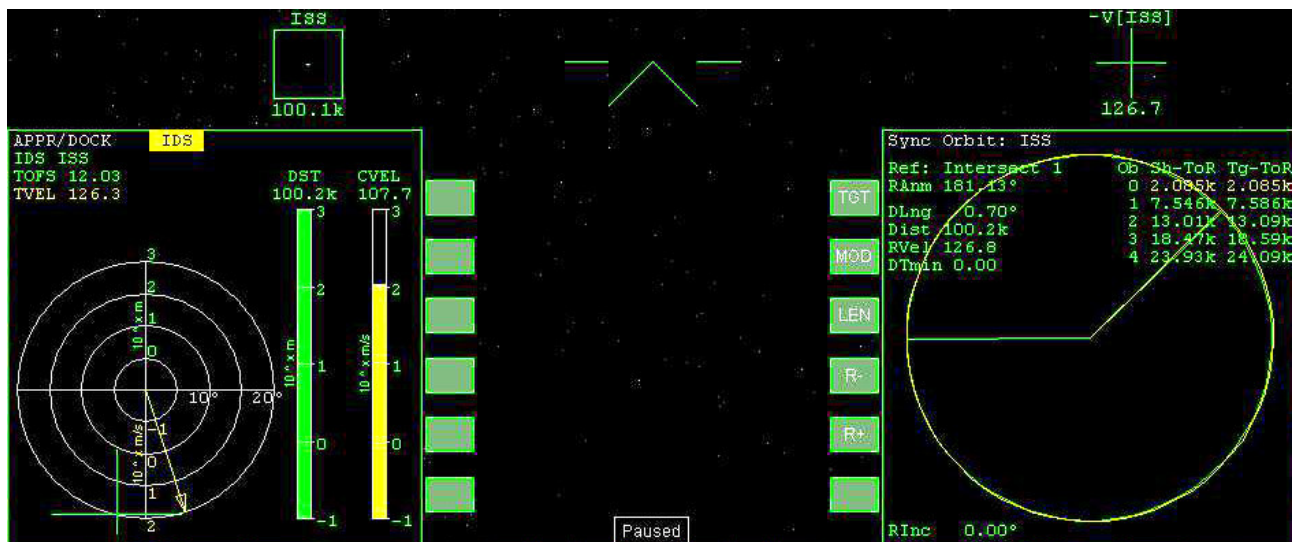 ISS
100.1k
-V[ISS]
126.7
APPR/DOCK IDS
IDS ISS
TOFS 12.03
TVEL 126.3
DST CVEL
100.2k 107.7
3
2
1
0
10^x m
-1
0
1
2
10^x m/s
10° 20°
3
2
1
0
-1
10^x m
3
2
1
0
-1
10^x m/s
TGT
MOD
LEN
R-
R+
Paused
Sync Orbit: ISS
Ref: Intersect 1 Ob Sh-ToR Tg-ToR
RAnm 181.13° 0 2.085k 2.085k
1 7.546k 7.586k
DLng 0.70° 2 13.01k 13.09k
Dist 100.2k
RVel 126.8 3 18.47k 18.59k
DTmin 0.00 4 23.93k 24.09k
RInc 0.00°